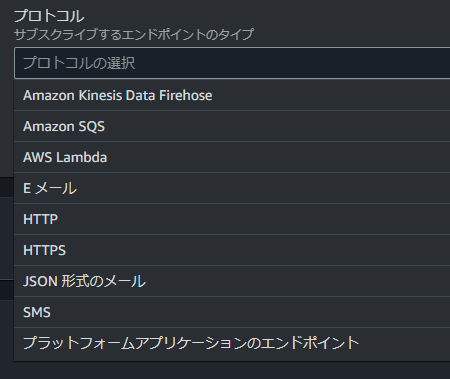 プロトコル
サブスクライブするエンドポイントのタイプ
プロトコルの選択
Amazon Kinesis Data Firehose
Amazon SQS
AWS Lambda
E メール
HTTP
HTTPS
JSON 形式のメール
SMS
プラットフォームアプリケーションのエンドポイント